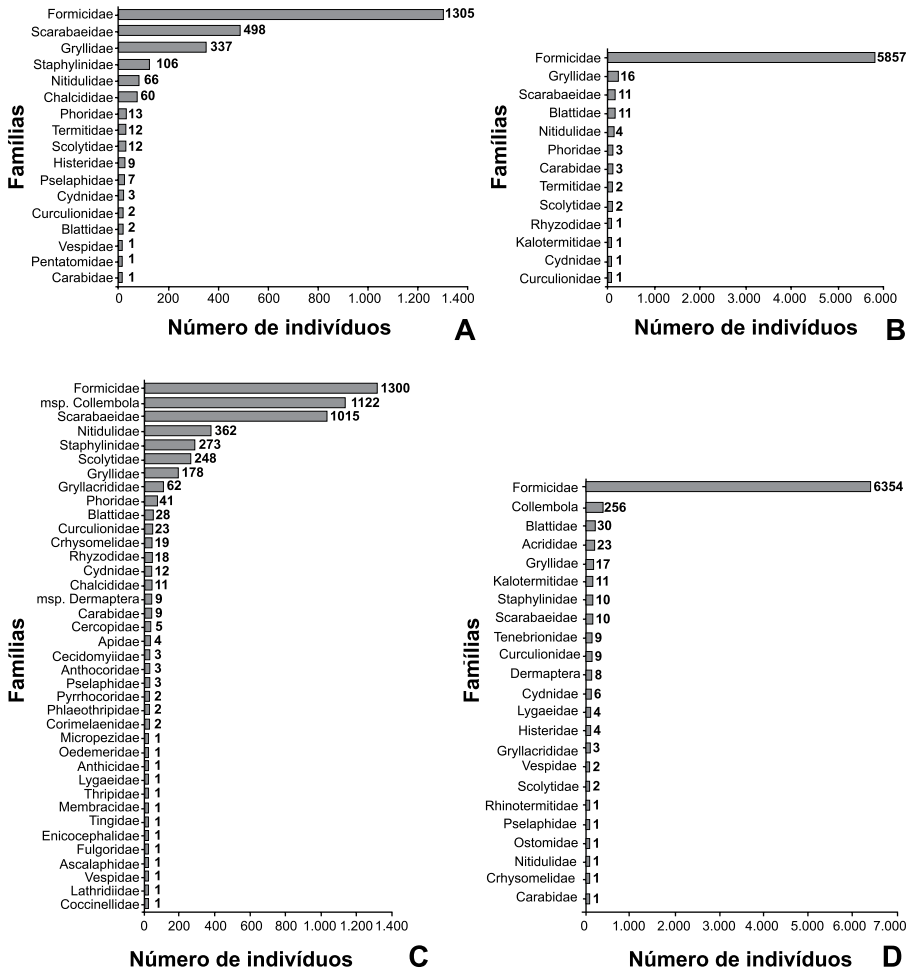 Famílias
Formicidae 1305
Scarabaeidae 498
Gryllidae 337
Staphylinidae 106
Nitidulidae 66
Chalcididae 60
Phoridae 13
Termitidae 12
Scolytidae 12
Histeridae 9
Pselaphidae 7
Cydnidae 3
Curculionidae 2
Blattidae 2
Vespidae 1
Pentatomidae 1
Carabidae 1
0 200 400 600 800 1.000 1.200 1.400
Número de indivíduos
A
Famílias
Formicidae 5857
Gryllidae 16
Scarabaeidae 11
Blattidae 11
Nitidulidae 4
Phoridae 3
Carabidae 3
Termitidae 2
Scolytidae 2
Rhyzodidae 1
Kalotermitidae 1
Cydnidae 1
Curculionidae 1
0 1.000 2.000 3.000 4.000 5.000 6.000
Número de indivíduos
B
Famílias
Formicidae 1300
msp. Collembola 1122
Scarabaeidae 1015
Nitidulidae 362
Staphylinidae 273
Scolytidae 248
Gryllidae 178
Gryllacrididae 62
Phoridae 41
Blattidae 28
Curculionidae 23
Crhysomelidae 19
Rhyzodidae 18
Cydnidae 12
Chalcididae 11
msp. Dermaptera 9
Carabidae 9
Cercopidae 5
Apidae 4
Cecidomyiidae 3
Anthocoridae 3
Pselaphidae 3
Pyrrhocoridae 2
Phlaeothripidae 2
Corimelaenidae 2
Micropezidae 1
Oedemeridae 1
Anthicidae 1
Lygaeidae 1
Thripidae 1
Membracidae 1
Tingidae 1
Enicocephalidae 1
Fulgoridae 1
Ascalaphidae 1
Vespidae 1
Lathridiidae 1
Coccinellidae 1
0 200 400 600 800 1.000 1.200 1.400
Número de indivíduos
C
Famílias
Formicidae 6354
Collembola 256
Blattidae 30
Acrididae 23
Gryllidae 17
Kalotermitidae 11
Staphylinidae 10
Scarabaeidae 10
Tenebrionidae 9
Curculionidae 9
Dermaptera 8
Cydnidae 6
Lygaeidae 4
Histeridae 4
Gryllacrididae 3
Vespidae 2
Scolytidae 2
Rhinotermitidae 1
Pselaphidae 1
Ostomidae 1
Nitidulidae 1
Crhysomelidae 1
Carabidae 1
0 1.000 2.000 3.000 4.000 5.000 6.000 7.000
Número de indivíduos
D